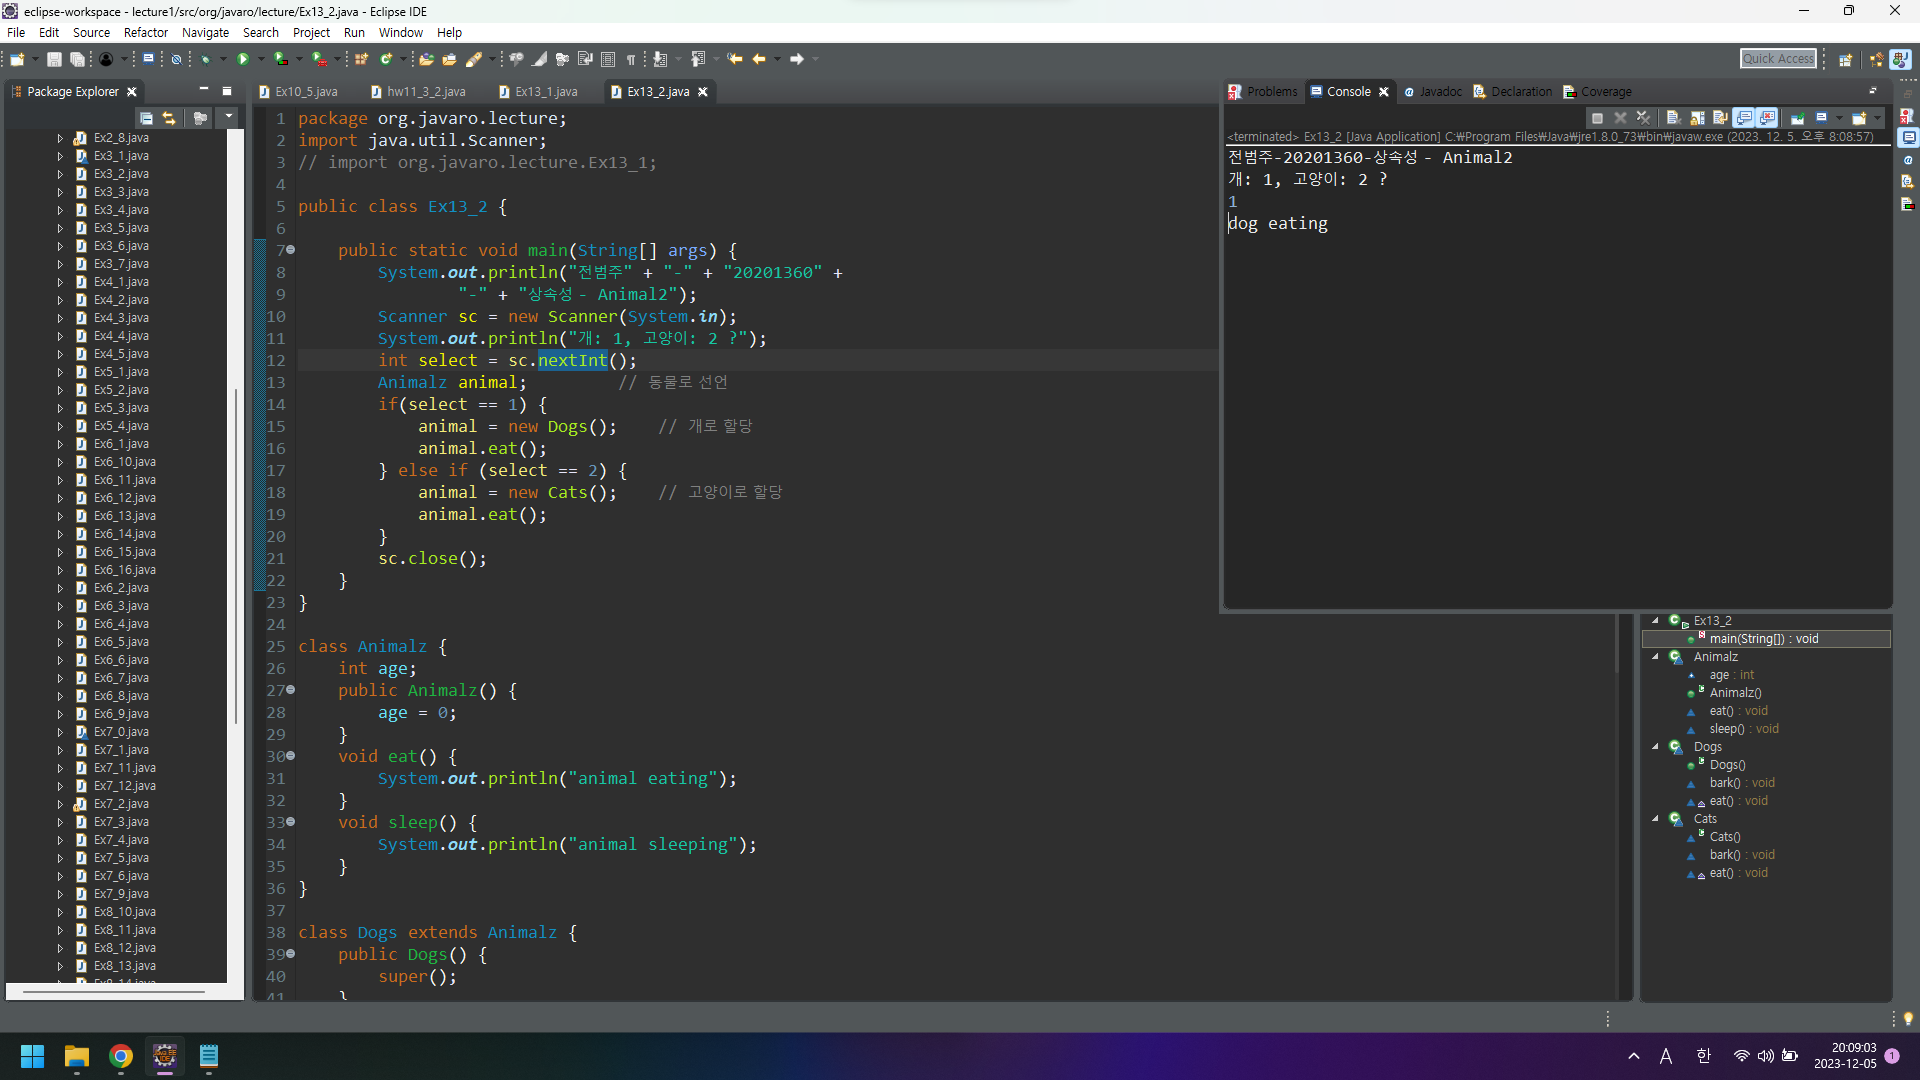 eclipse-workspace - lecture1/src/org/javaro/lecture/Ex13_2.java - Eclipse IDE
File Edit Source Refactor Navigate Search Project Run Window Help
Quick Access
Package Explorer
Ex2_8.java
Ex3_1.java
Ex3_2.java
Ex3_3.java
Ex3_4.java
Ex3_5.java
Ex3_6.java
Ex3_7.java
Ex4_1.java
Ex4_2.java
Ex4_3.java
Ex4_4.java
Ex4_5.java
Ex5_1.java
Ex5_2.java
Ex5_3.java
Ex5_4.java
Ex6_1.java
Ex6_10.java
Ex6_11.java
Ex6_12.java
Ex6_13.java
Ex6_14.java
Ex6_15.java
Ex6_16.java
Ex6_2.java
Ex6_3.java
Ex6_4.java
Ex6_5.java
Ex6_6.java
Ex6_7.java
Ex6_8.java
Ex6_9.java
Ex7_0.java
Ex7_1.java
Ex7_11.java
Ex7_12.java
Ex7_2.java
Ex7_3.java
Ex7_4.java
Ex7_5.java
Ex7_6.java
Ex7_9.java
Ex8_10.java
Ex8_11.java
Ex8_12.java
Ex8_13.java
Ex8_14.java
Ex10_5.java hw11_3_2.java Ex13_1.java Ex13_2.java
1 package org.javaro.lecture;
2 import java.util.Scanner;
3 // import org.javaro.lecture.Ex13_1;
4
5 public class Ex13_2 {
6
7 public static void main(String[] args) {
8 System.out.println("전범주" + "-" + "20201360" +
9 "-" + "상속성 - Animal2");
10 Scanner sc = new Scanner(System.in);
11 System.out.println("개: 1, 고양이: 2 ?");
12 int select = sc.nextInt();
13 Animalz animal; // 동물로 선언
14 if(select == 1) {
15 animal = new Dogs(); // 개로 할당
16 animal.eat();
17 } else if (select == 2) {
18 animal = new Cats(); // 고양이로 할당
19 animal.eat();
20 }
21 sc.close();
22 }
23 }
24
25 class Animalz {
26 int age;
27 public Animalz() {
28 age = 0;
29 }
30 void eat() {
31 System.out.println("animal eating");
32 }
33 void sleep() {
34 System.out.println("animal sleeping");
35 }
36 }
37
38 class Dogs extends Animalz {
39 public Dogs() {
40 super();
41 }
Problems Console Javadoc Declaration Coverage
<terminated> Ex13_2 [Java Application] C:₩Program Files₩Java₩jre1.8.0_73₩bin₩javaw.exe (2023. 12. 5. 오후 8:08:57)
전범주-20201360-상속성 - Animal2
개: 1, 고양이: 2 ?
1
dog eating
Ex13_2
main(String[]) : void
Animalz
age : int
Animalz()
eat() : void
sleep() : void
Dogs
Dogs()
bark() : void
eat() : void
Cats
Cats()
bark() : void
eat() : void
A 한
20:09:03
2023-12-05
1